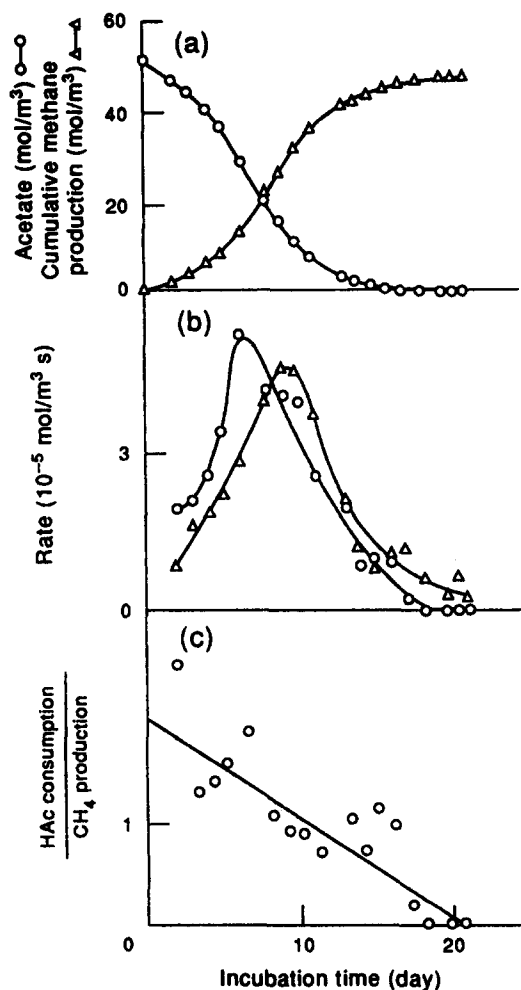 Acetate (mol/m³) ○—○
Cumulative methane
production (mol/m³) △—△
60
40
20
0
(a)
Rate (10⁻⁵ mol/m³ s)
3
0
(b)
HAc consumption
CH₄ production
1
(c)
0
10
20
Incubation time (day)